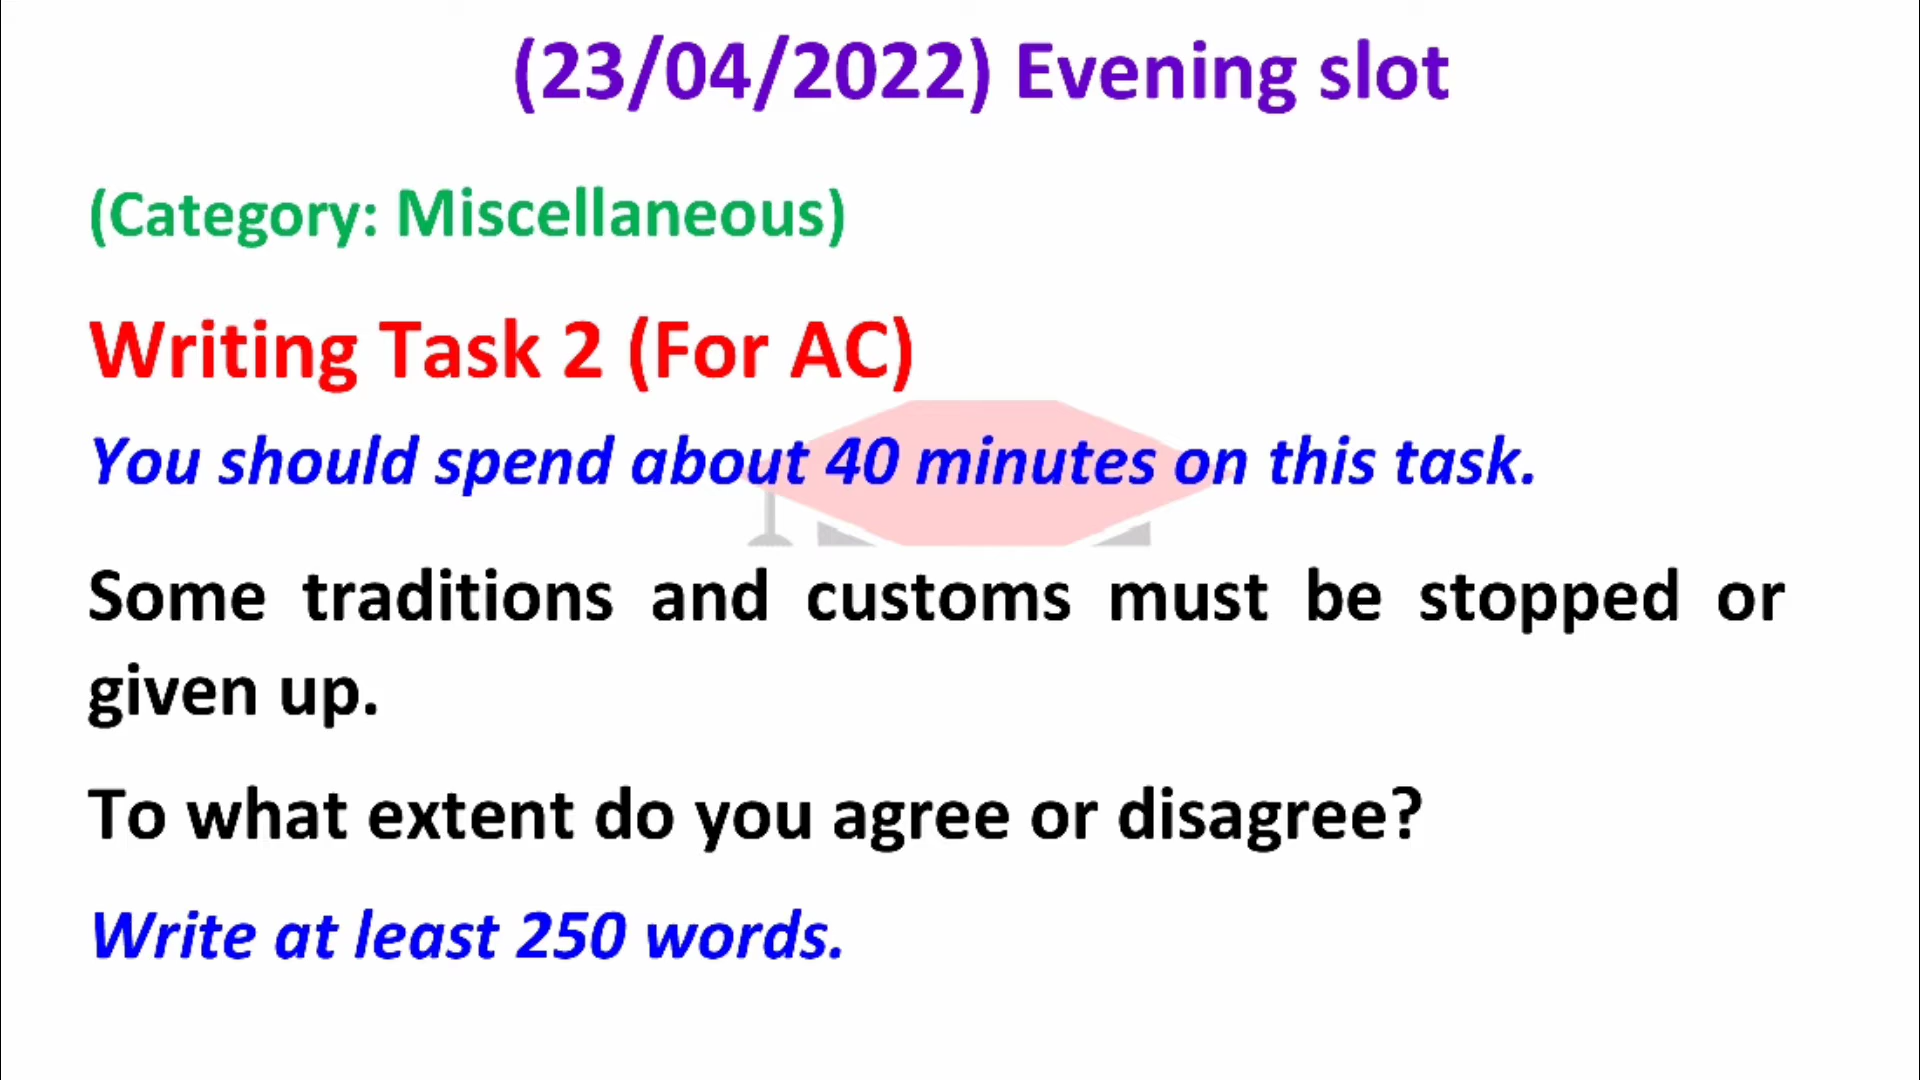 (23/04/2022) Evening slot
(Category: Miscellaneous)
Writing Task 2 (For AC)
You should spend about 40 minutes on this task.
Some traditions and customs must be stopped or
given up.
To what extent do you agree or disagree?
Write at least 250 words.